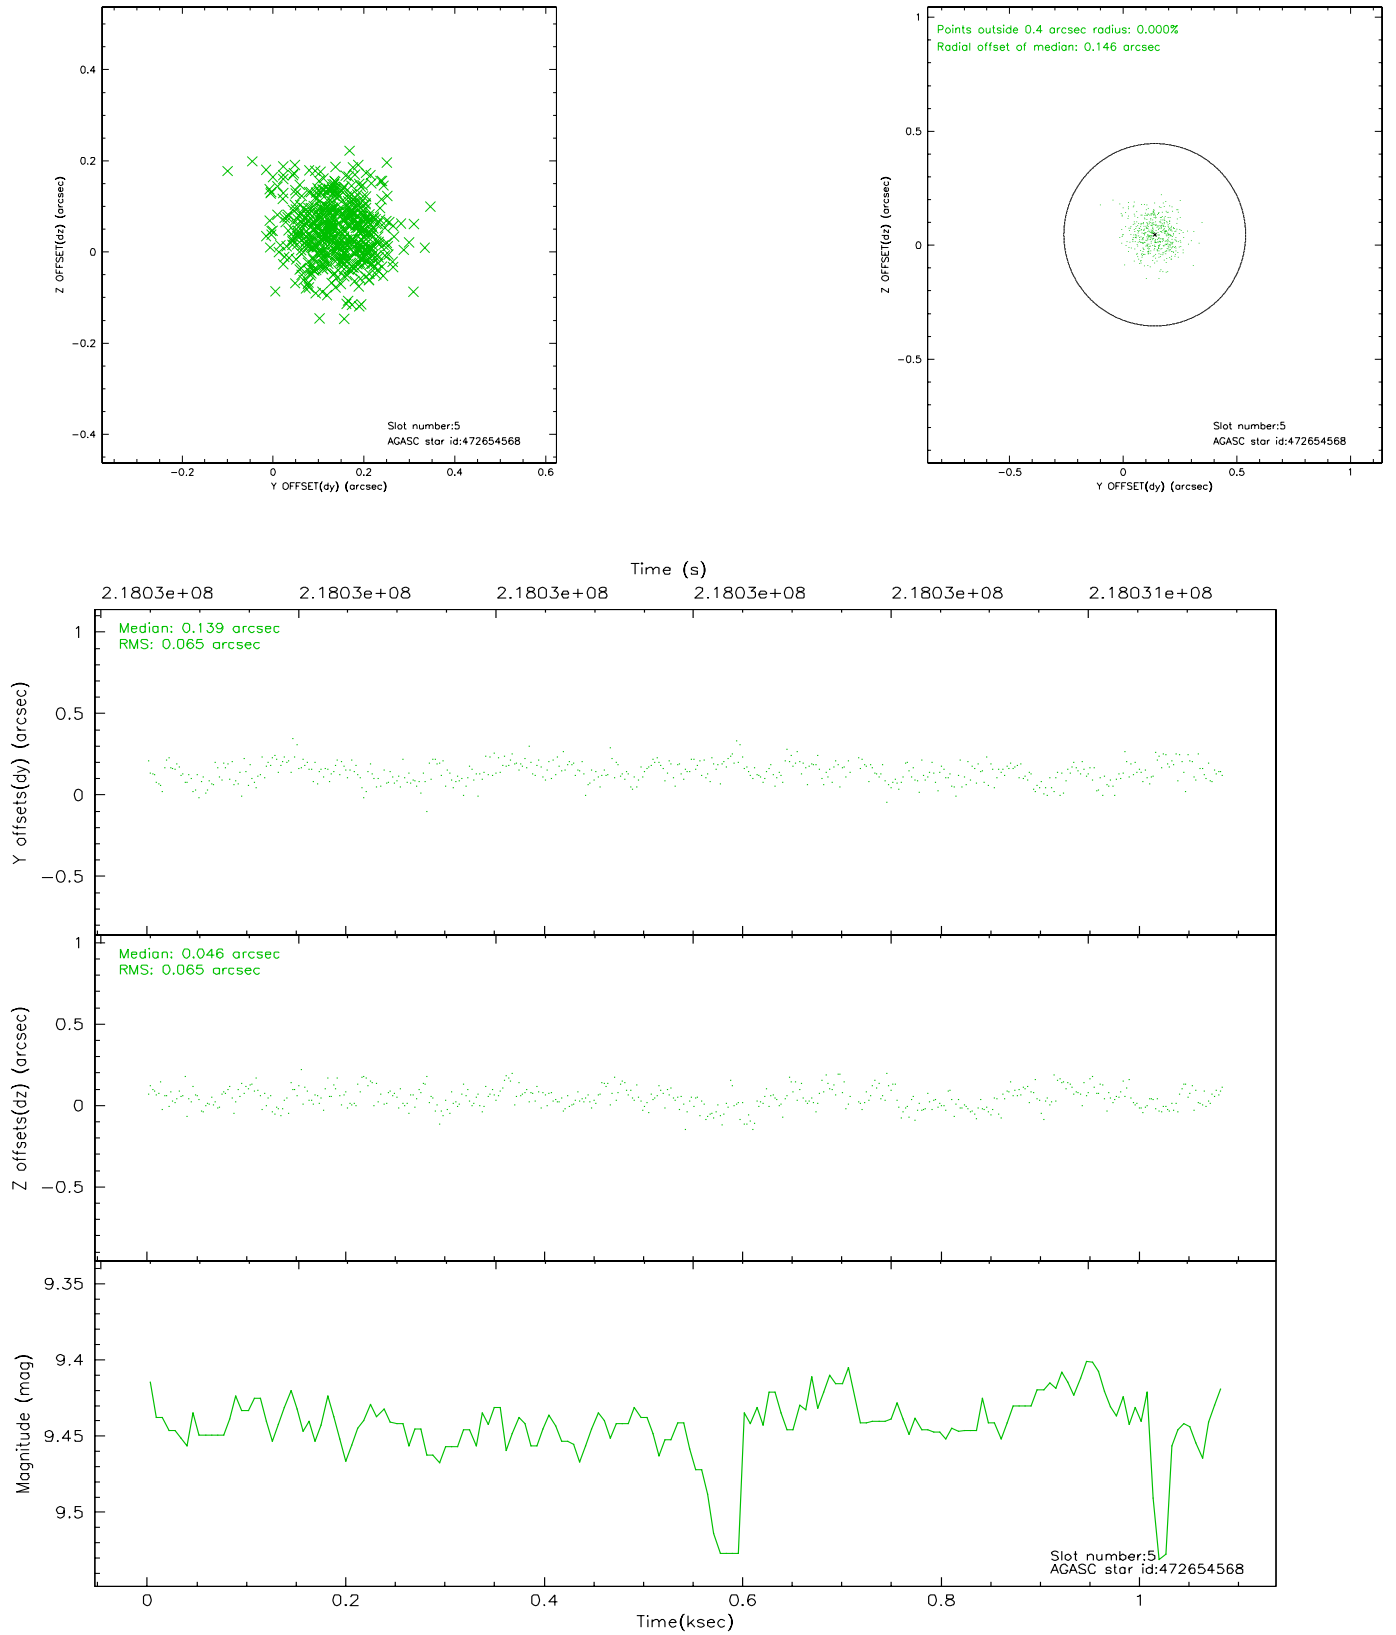 0.4
0.2
0
−0.2
−0.4
Z OFFSET(dz) (arcsec)
Slot number:5
AGASC star id:472654568
−0.2 0 0.2 0.4 0.6
Y OFFSET(dy) (arcsec)
Points outside 0.4 arcsec radius: 0.000%
Radial offset of median: 0.146 arcsec
1
0.5
0
−0.5
Z OFFSET(dz) (arcsec)
Slot number:5
AGASC star id:472654568
−0.5 0 0.5 1
Y OFFSET(dy) (arcsec)
Time (s)
2.1803e+08 2.1803e+08 2.1803e+08 2.1803e+08 2.1803e+08 2.18031e+08
Median: 0.139 arcsec
RMS: 0.065 arcsec
1
0.5
0
−0.5
Y offsets(dy) (arcsec)
Median: 0.046 arcsec
RMS: 0.065 arcsec
1
0.5
0
−0.5
Z offsets(dz) (arcsec)
9.35
9.4
9.45
9.5
Magnitude (mag)
Slot number:5
AGASC star id:472654568
0 0.2 0.4 0.6 0.8 1
Time(ksec)